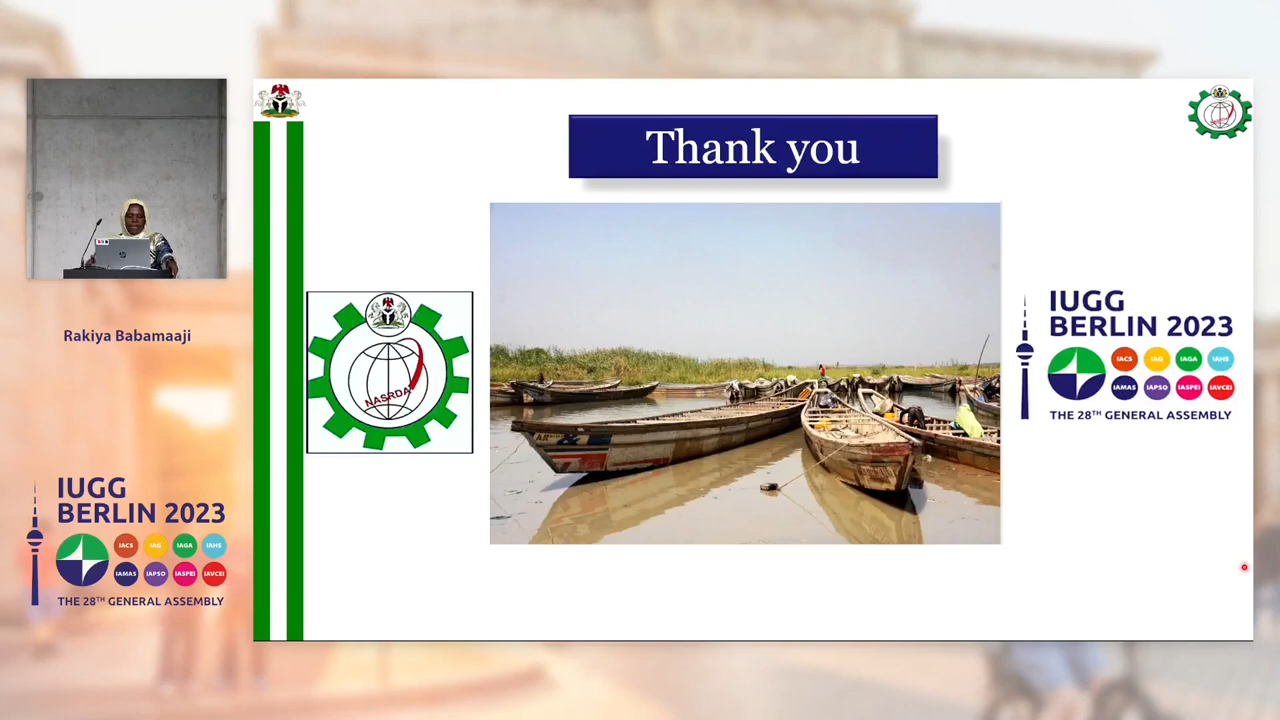 Thank you
Rakiya Babamaaji
NASRDA
AR
IUGG
BERLIN 2023
IACS IAG IAGA IAHS
IAMAS IAPSO IASPEI IAVCEI
THE 28TH GENERAL ASSEMBLY
IUGG
BERLIN 2023
IACS IAG IAGA IAHS
IAMAS IAPSO IASPEI IAVCEI
THE 28TH GENERAL ASSEMBLY